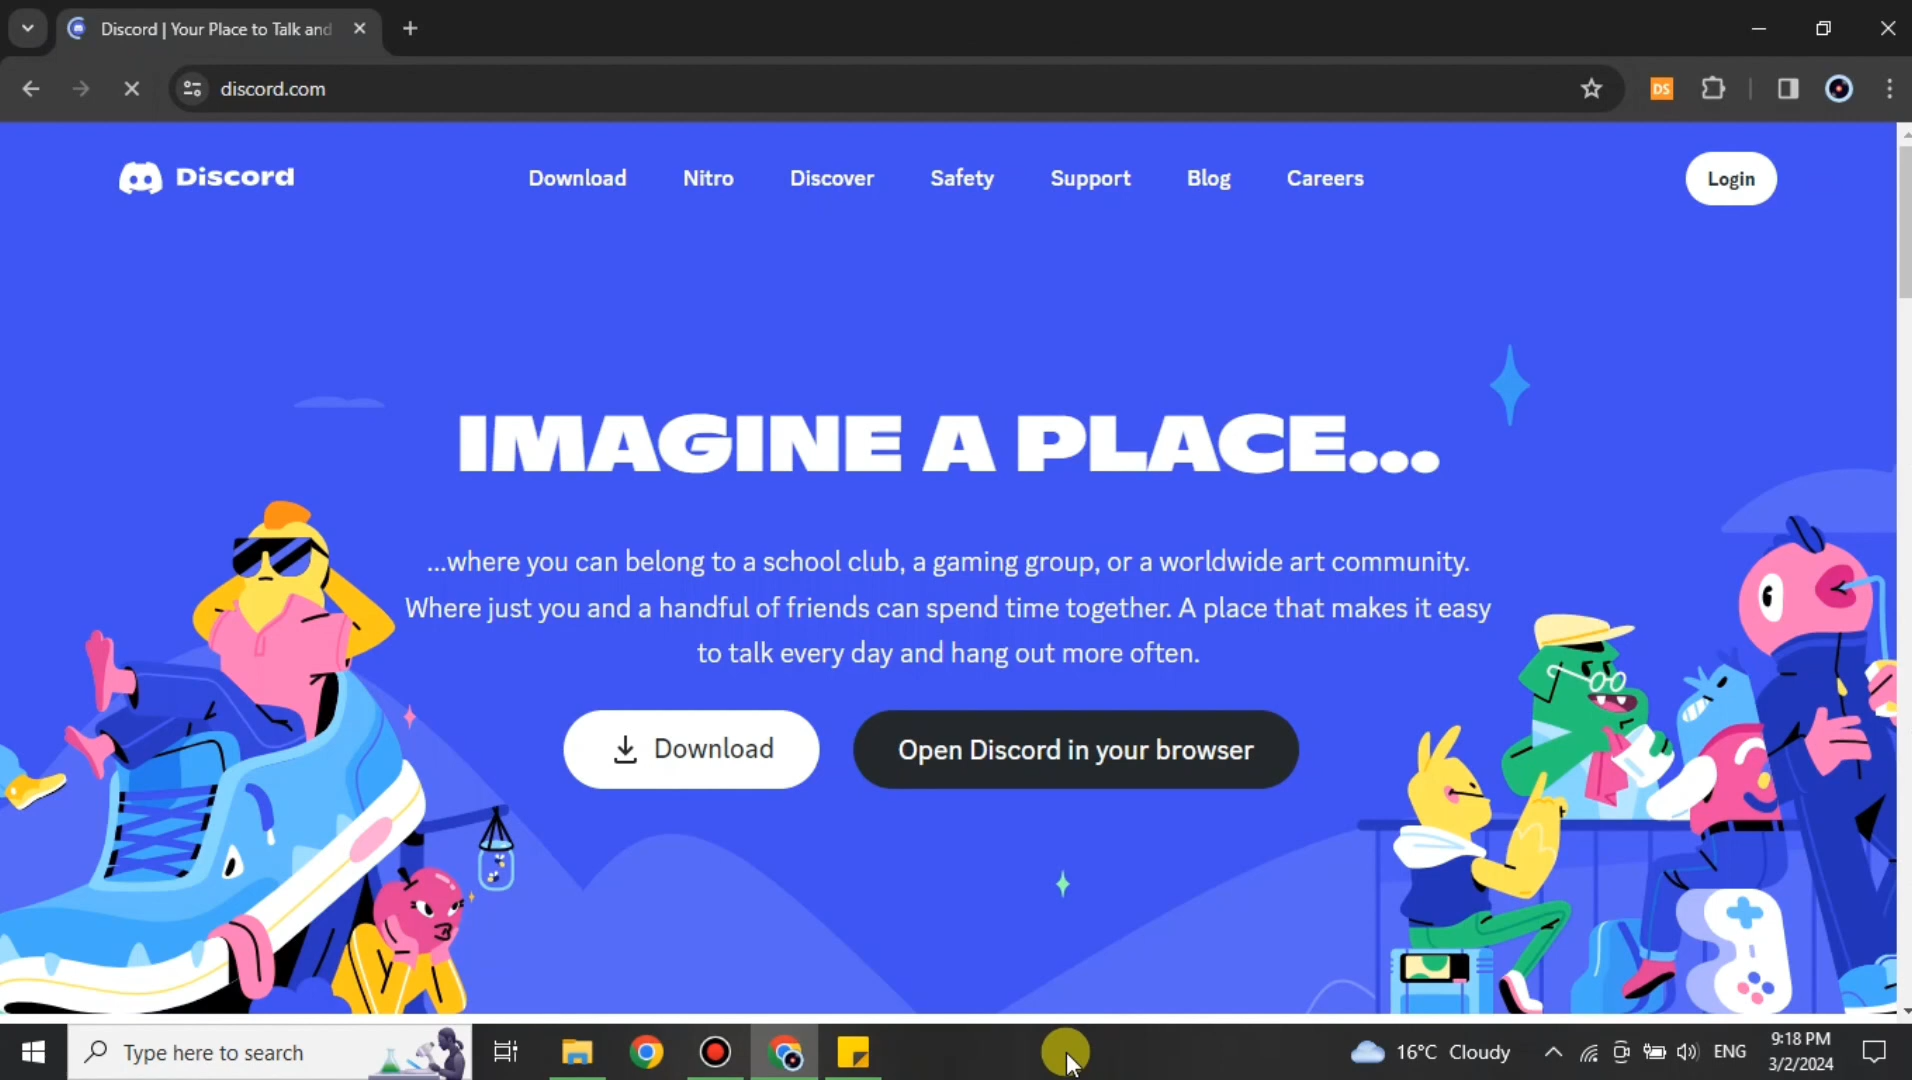 Discord | Your Place to Talk and
discord.com
DS
Discord
Download Nitro Discover Safety Support Blog Careers
Login
IMAGINE A PLACE...
...where you can belong to a school club, a gaming group, or a worldwide art community.
Where just you and a handful of friends can spend time together. A place that makes it easy
to talk every day and hang out more often.
Download
Open Discord in your browser
Type here to search
16°C Cloudy
ENG
9:18 PM
3/2/2024